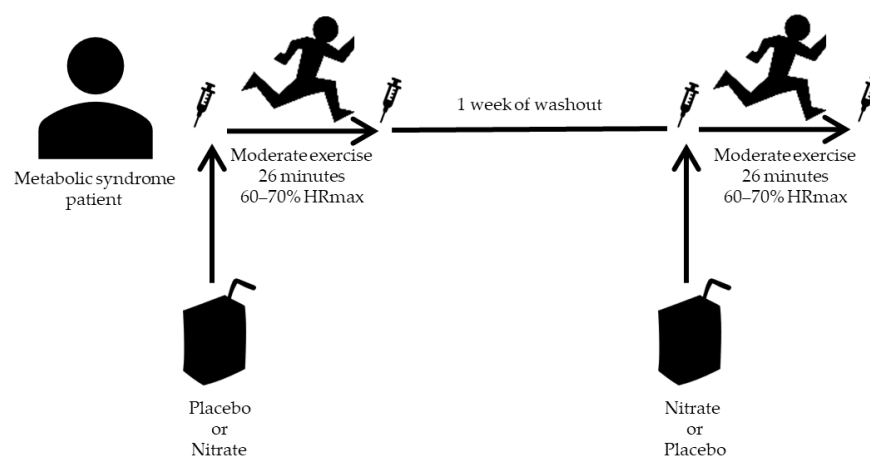 1 week of washout
Moderate exercise
26 minutes
60–70% HRmax
Moderate exercise
26 minutes
60–70% HRmax
Metabolic syndrome
patient
Placebo
or
Nitrate
Nitrate
or
Placebo